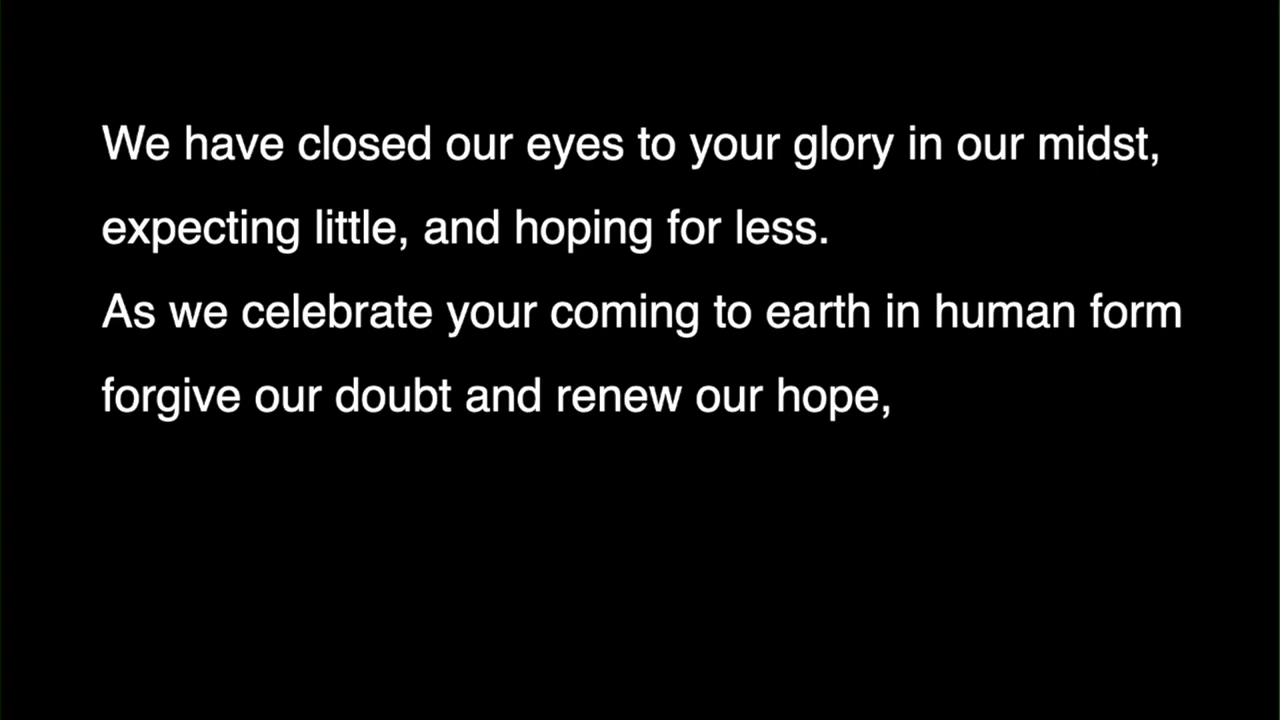 We have closed our eyes to your glory in our midst,
expecting little, and hoping for less.
As we celebrate your coming to earth in human form
forgive our doubt and renew our hope,